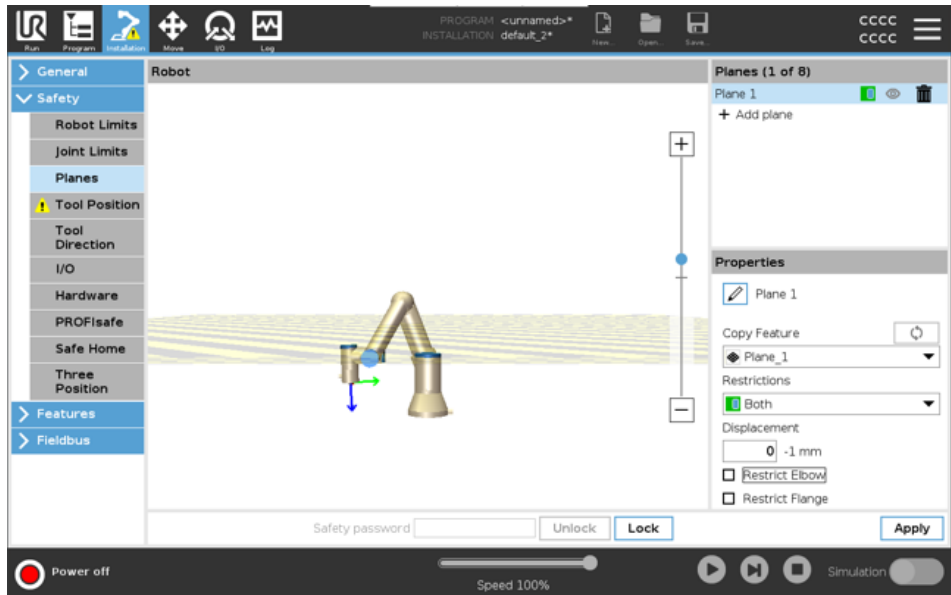 PROGRAM <unnamed>*
INSTALLATION default_2*
UR
Run
Program
Installation
Move
I/O
Log
New...
Open...
Save...
CCCC
CCCC
General
Safety
Robot Limits
Joint Limits
Planes
Tool Position
Tool
Direction
I/O
Hardware
PROFIsafe
Safe Home
Three
Position
Features
Fieldbus
Robot
Planes (1 of 8)
Plane 1
+ Add plane
Properties
Plane 1
Copy Feature
Plane_1
Restrictions
Both
Displacement
0 -1 mm
Restrict Elbow
Restrict Flange
Safety password
Unlock
Lock
Apply
Power off
Speed 100%
Simulation